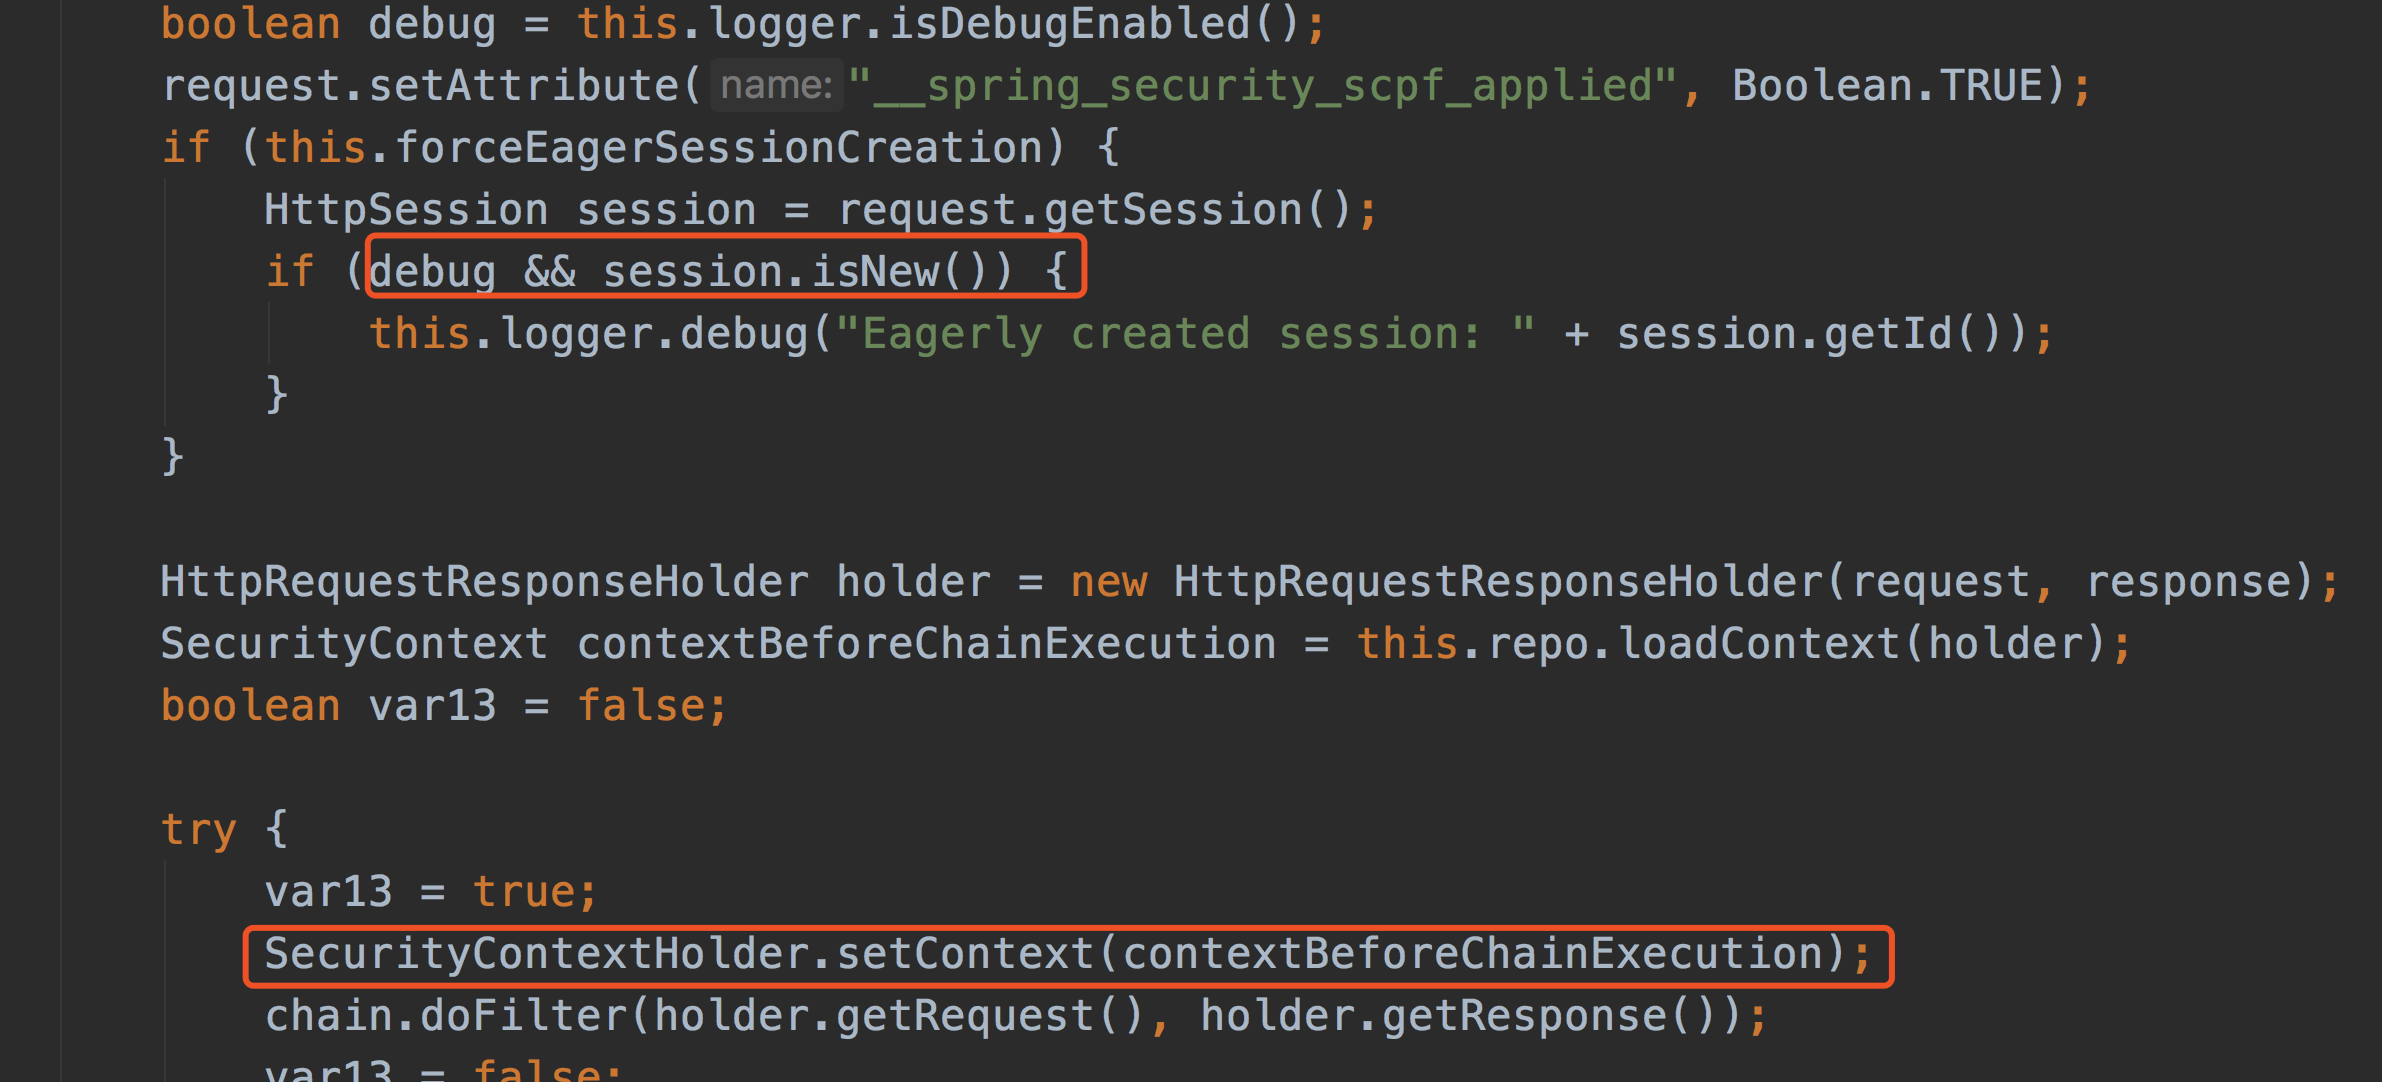 boolean debug = this.logger.isDebugEnabled();
request.setAttribute( name: "__spring_security_scpf_applied", Boolean.TRUE);
if (this.forceEagerSessionCreation) {
HttpSession session = request.getSession();
if (debug && session.isNew()) {
this.logger.debug("Eagerly created session: " + session.getId());
}
}
HttpRequestResponseHolder holder = new HttpRequestResponseHolder(request, response);
SecurityContext contextBeforeChainExecution = this.repo.loadContext(holder);
boolean var13 = false;
try {
var13 = true;
SecurityContextHolder.setContext(contextBeforeChainExecution);
chain.doFilter(holder.getRequest(), holder.getResponse());
var13 = false;